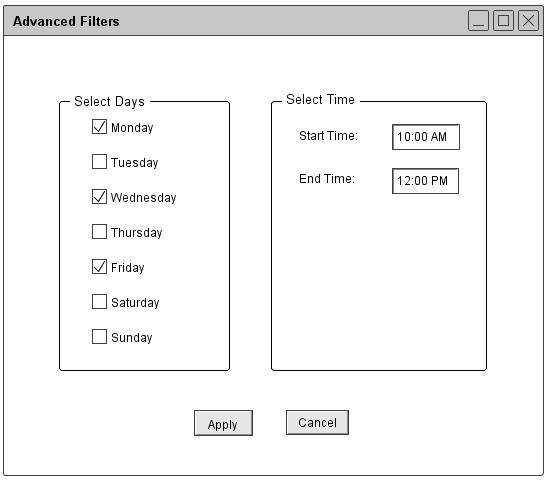 Advanced Filters
Select Days
Monday
Tuesday
Wednesday
Thursday
Friday
Saturday
Sunday
Select Time
Start Time: 10:00 AM
End Time: 12:00 PM
Apply Cancel